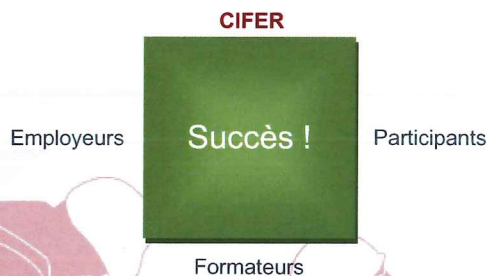 CIFER
Employeurs
Succès !
Participants
Formateurs